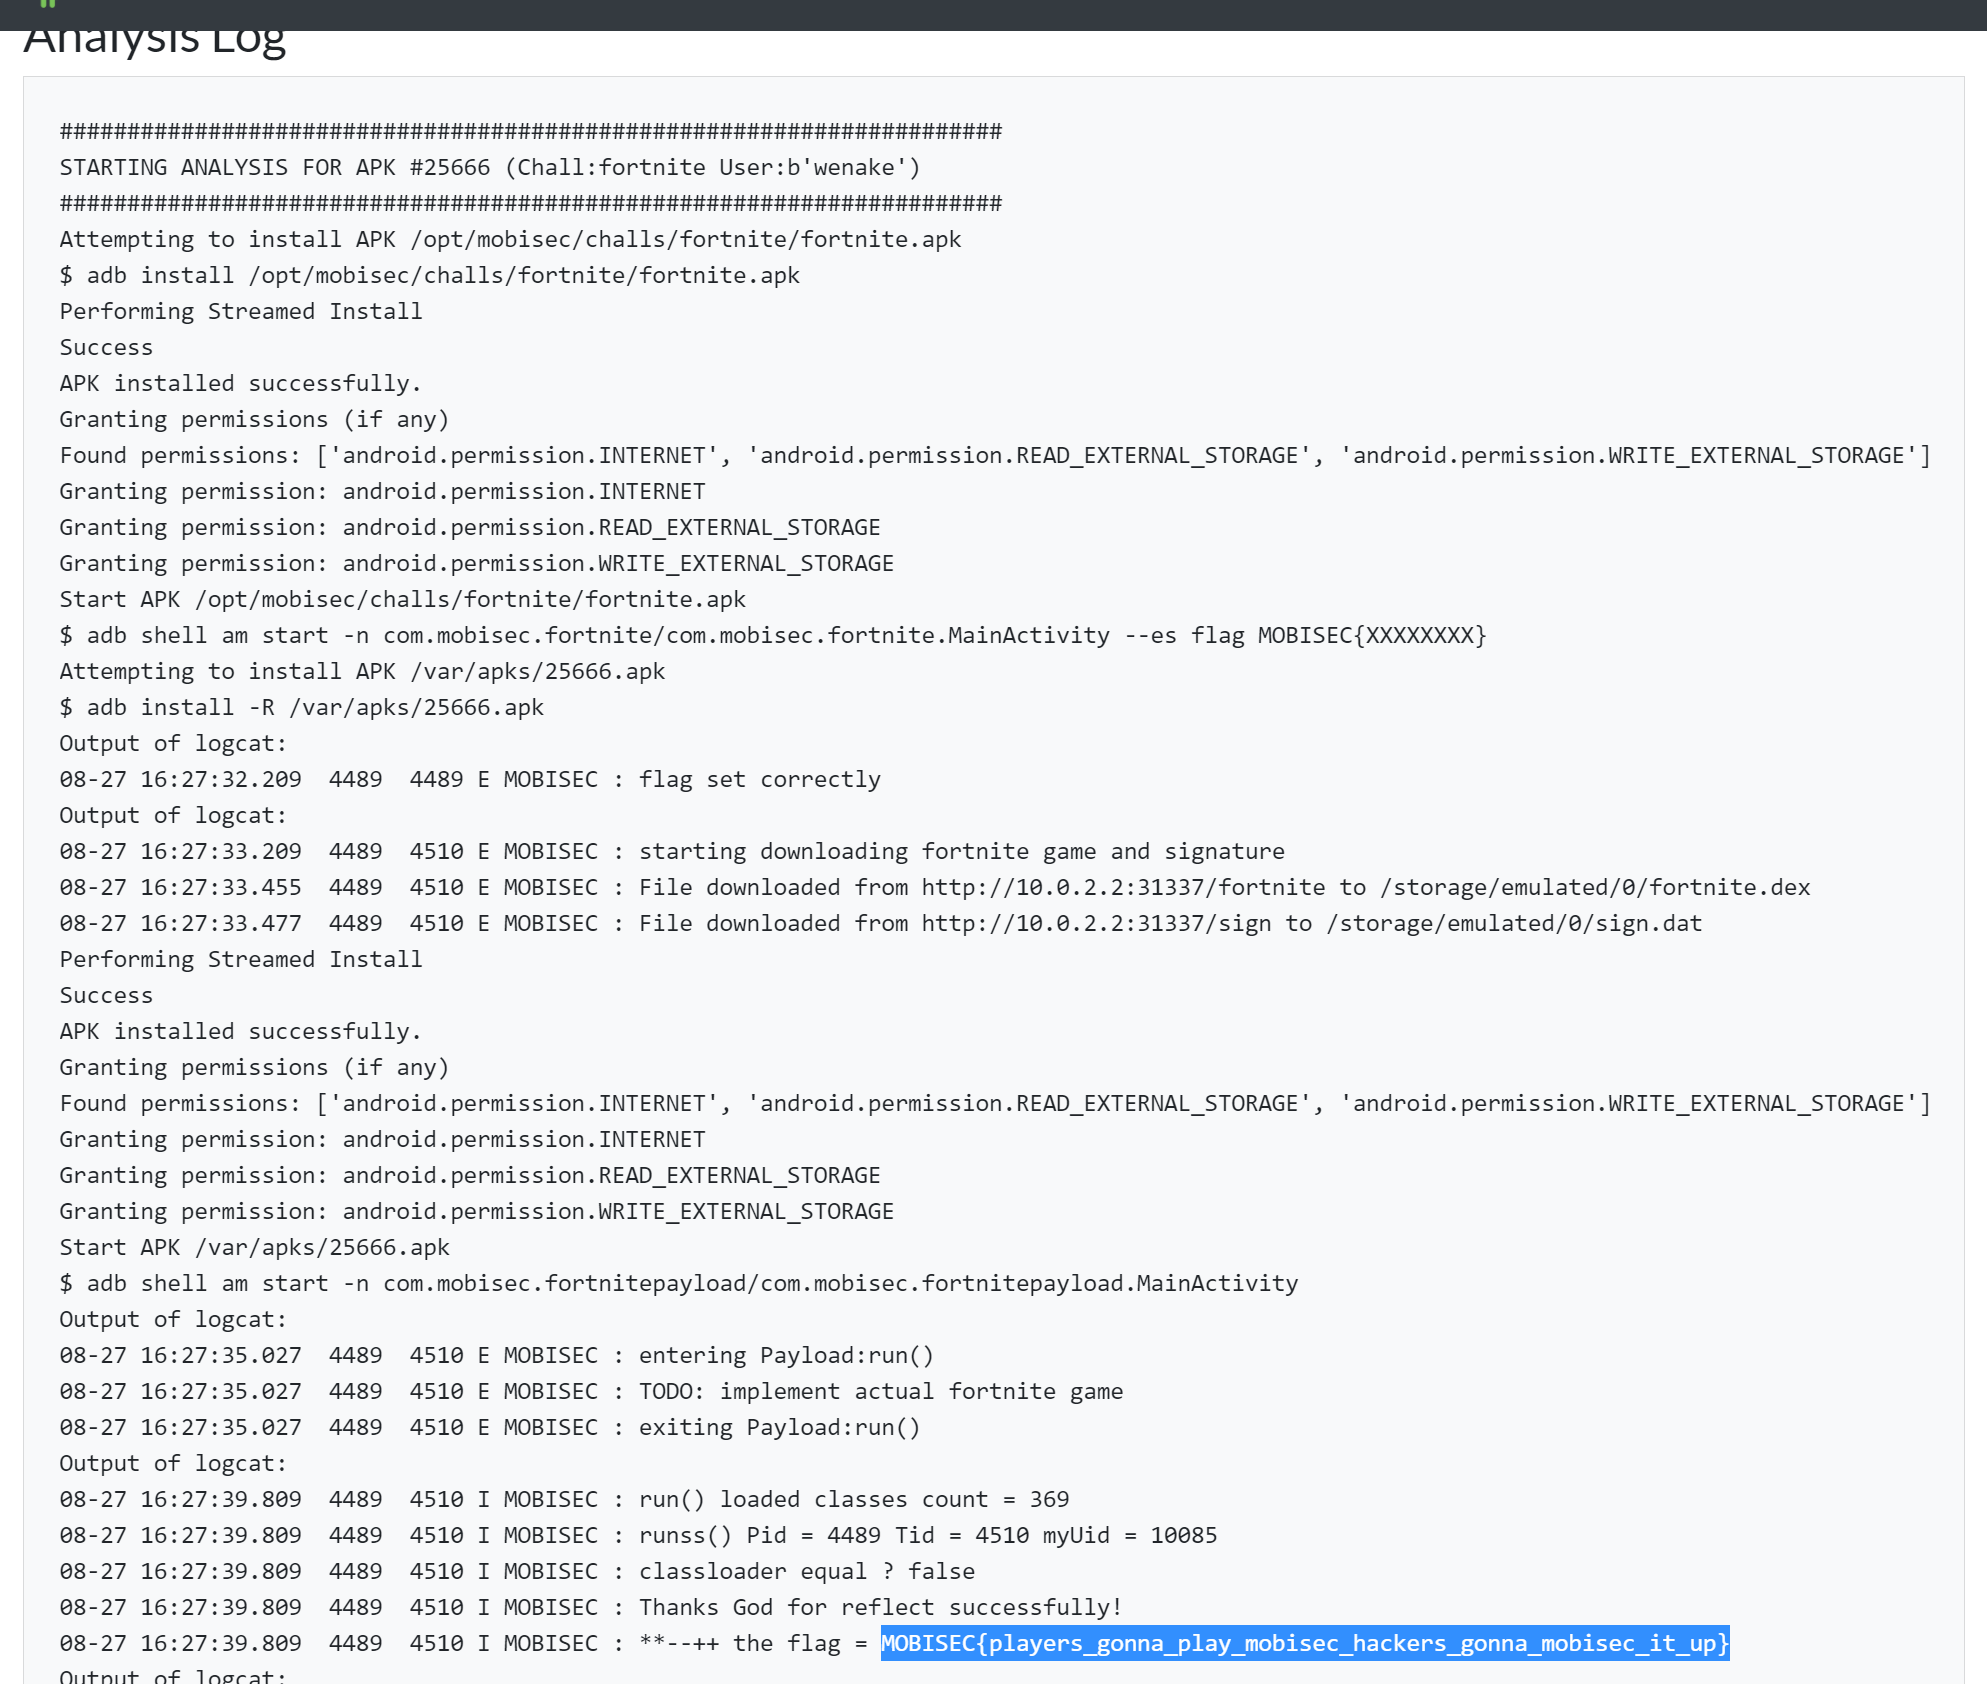 Analysis Log
######################################################################
STARTING ANALYSIS FOR APK #25666 (Chall:fortnite User:b'wenake')
######################################################################
Attempting to install APK /opt/mobisec/challs/fortnite/fortnite.apk
$ adb install /opt/mobisec/challs/fortnite/fortnite.apk
Performing Streamed Install
Success
APK installed successfully.
Granting permissions (if any)
Found permissions: ['android.permission.INTERNET', 'android.permission.READ_EXTERNAL_STORAGE', 'android.permission.WRITE_EXTERNAL_STORAGE']
Granting permission: android.permission.INTERNET
Granting permission: android.permission.READ_EXTERNAL_STORAGE
Granting permission: android.permission.WRITE_EXTERNAL_STORAGE
Start APK /opt/mobisec/challs/fortnite/fortnite.apk
$ adb shell am start -n com.mobisec.fortnite/com.mobisec.fortnite.MainActivity --es flag MOBISEC{XXXXXXXX}
Attempting to install APK /var/apks/25666.apk
$ adb install -R /var/apks/25666.apk
Output of logcat:
08-27 16:27:32.209  4489  4489 E MOBISEC : flag set correctly
Output of logcat:
08-27 16:27:33.209  4489  4510 E MOBISEC : starting downloading fortnite game and signature
08-27 16:27:33.455  4489  4510 E MOBISEC : File downloaded from http://10.0.2.2:31337/fortnite to /storage/emulated/0/fortnite.dex
08-27 16:27:33.477  4489  4510 E MOBISEC : File downloaded from http://10.0.2.2:31337/sign to /storage/emulated/0/sign.dat
Performing Streamed Install
Success
APK installed successfully.
Granting permissions (if any)
Found permissions: ['android.permission.INTERNET', 'android.permission.READ_EXTERNAL_STORAGE', 'android.permission.WRITE_EXTERNAL_STORAGE']
Granting permission: android.permission.INTERNET
Granting permission: android.permission.READ_EXTERNAL_STORAGE
Granting permission: android.permission.WRITE_EXTERNAL_STORAGE
Start APK /var/apks/25666.apk
$ adb shell am start -n com.mobisec.fortnitepayload/com.mobisec.fortnitepayload.MainActivity
Output of logcat:
08-27 16:27:35.027  4489  4510 E MOBISEC : entering Payload:run()
08-27 16:27:35.027  4489  4510 E MOBISEC : TODO: implement actual fortnite game
08-27 16:27:35.027  4489  4510 E MOBISEC : exiting Payload:run()
Output of logcat:
08-27 16:27:39.809  4489  4510 I MOBISEC : run() loaded classes count = 369
08-27 16:27:39.809  4489  4510 I MOBISEC : runss() Pid = 4489 Tid = 4510 myUid = 10085
08-27 16:27:39.809  4489  4510 I MOBISEC : classloader equal ? false
08-27 16:27:39.809  4489  4510 I MOBISEC : Thanks God for reflect successfully!
08-27 16:27:39.809  4489  4510 I MOBISEC : **--++ the flag = MOBISEC{players_gonna_play_mobisec_hackers_gonna_mobisec_it_up}
Output of logcat: